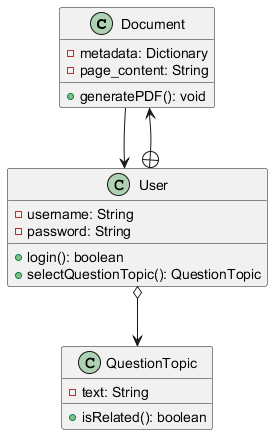 C Document
metadata: Dictionary
page_content: String
generatePDF(): void
C User
username: String
password: String
login(): boolean
selectQuestionTopic(): QuestionTopic
C QuestionTopic
text: String
isRelated(): boolean